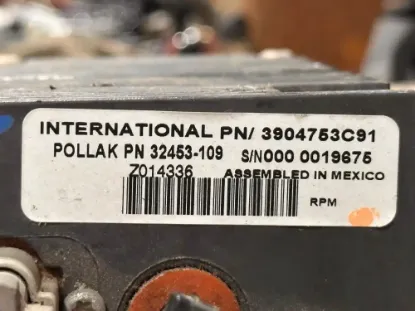 INTERNATIONAL PN/ 3904753C91
POLLAK PN 32453-109 S/N000 0019675
Z014336 ASSEMBLED IN MEXICO
RPM